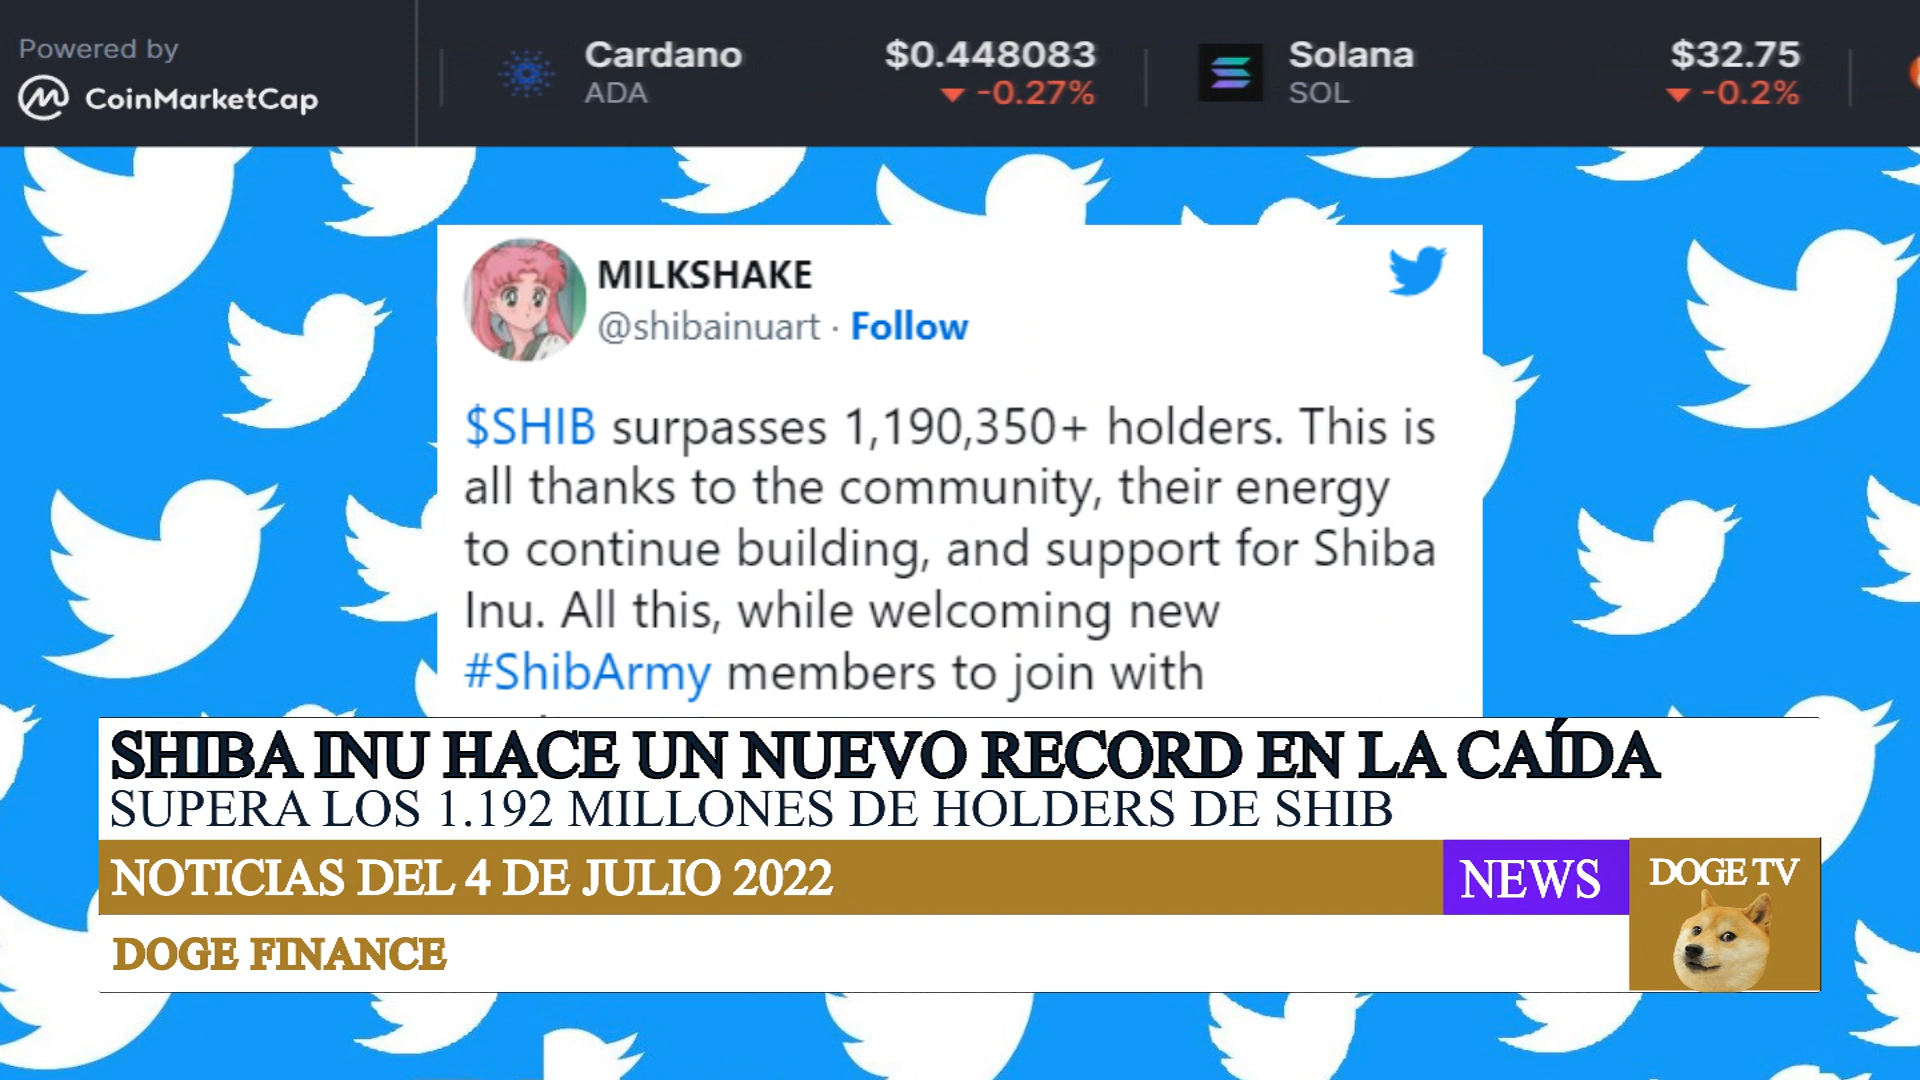 Powered by
CoinMarketCap
Cardano
ADA
$0.448083
-0.27%
Solana
SOL
$32.75
-0.2%
MILKSHAKE
@shibainuart · Follow
$SHIB surpasses 1,190,350+ holders. This is
all thanks to the community, their energy
to continue building, and support for Shiba
Inu. All this, while welcoming new
#ShibArmy members to join with
SHIBA INU HACE UN NUEVO RECORD EN LA CAÍDA
SUPERA LOS 1.192 MILLONES DE HOLDERS DE SHIB
NOTICIAS DEL 4 DE JULIO 2022
NEWS
DOGE TV
DOGE FINANCE